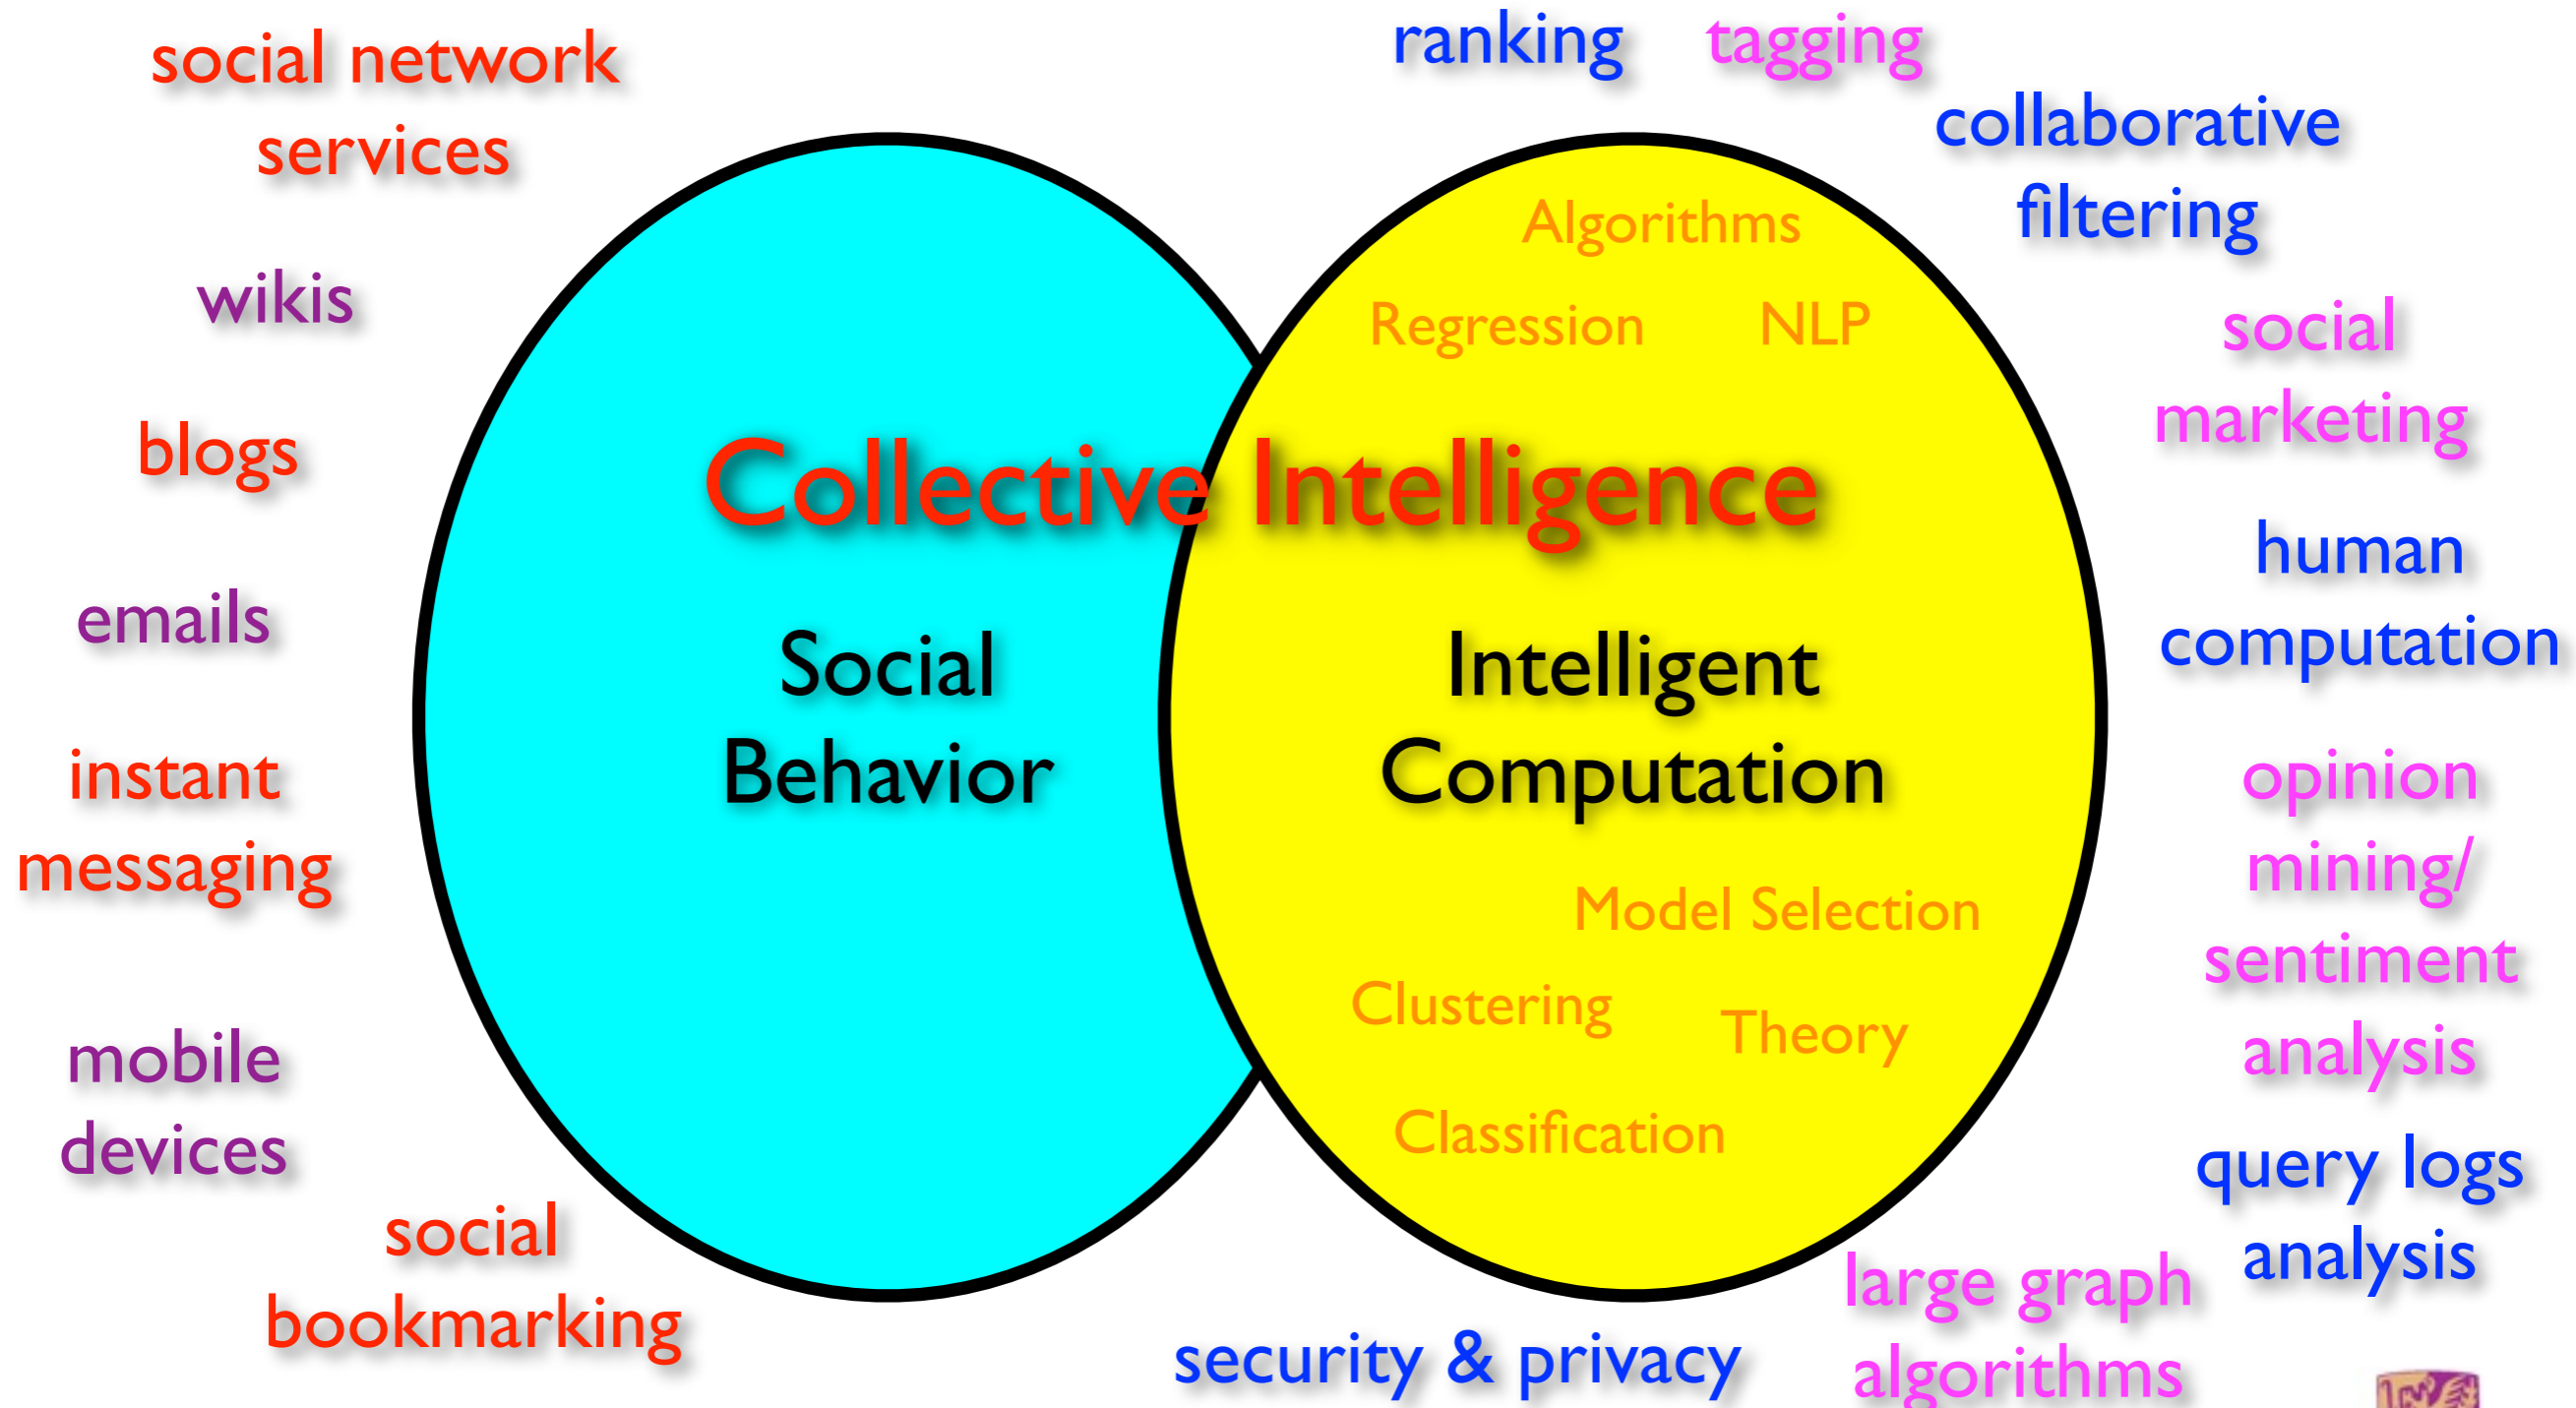 social network
services
wikis
blogs
emails
instant
messaging
mobile
devices
social
bookmarking
Collective Intelligence
Social
Behavior
Algorithms
Regression NLP
Intelligent
Computation
Model Selection
Clustering
Theory
Classification
ranking tagging
collaborative
filtering
social
marketing
human
computation
opinion
mining/
sentiment
analysis
query logs
analysis
large graph
algorithms
security & privacy